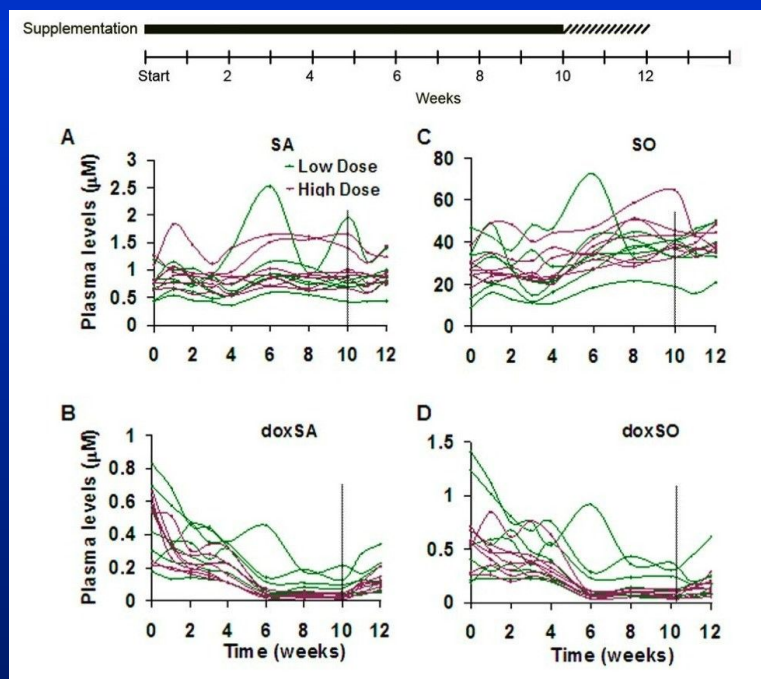 Supplementation
Start 2 4 6 8 10 12
Weeks
A
SA
Low Dose
High Dose
Plasma levels (μM)
3
2.5
2
1.5
1
0.5
0
0 2 4 6 8 10 12
C
SO
80
60
40
20
0
0 2 4 6 8 10 12
B
doxSA
Plasma levels (μM)
1
0.8
0.6
0.4
0.2
0
0 2 4 6 8 10 12
Time (weeks)
D
doxSO
1.5
1
0.5
0
0 2 4 6 8 10 12
Time (weeks)